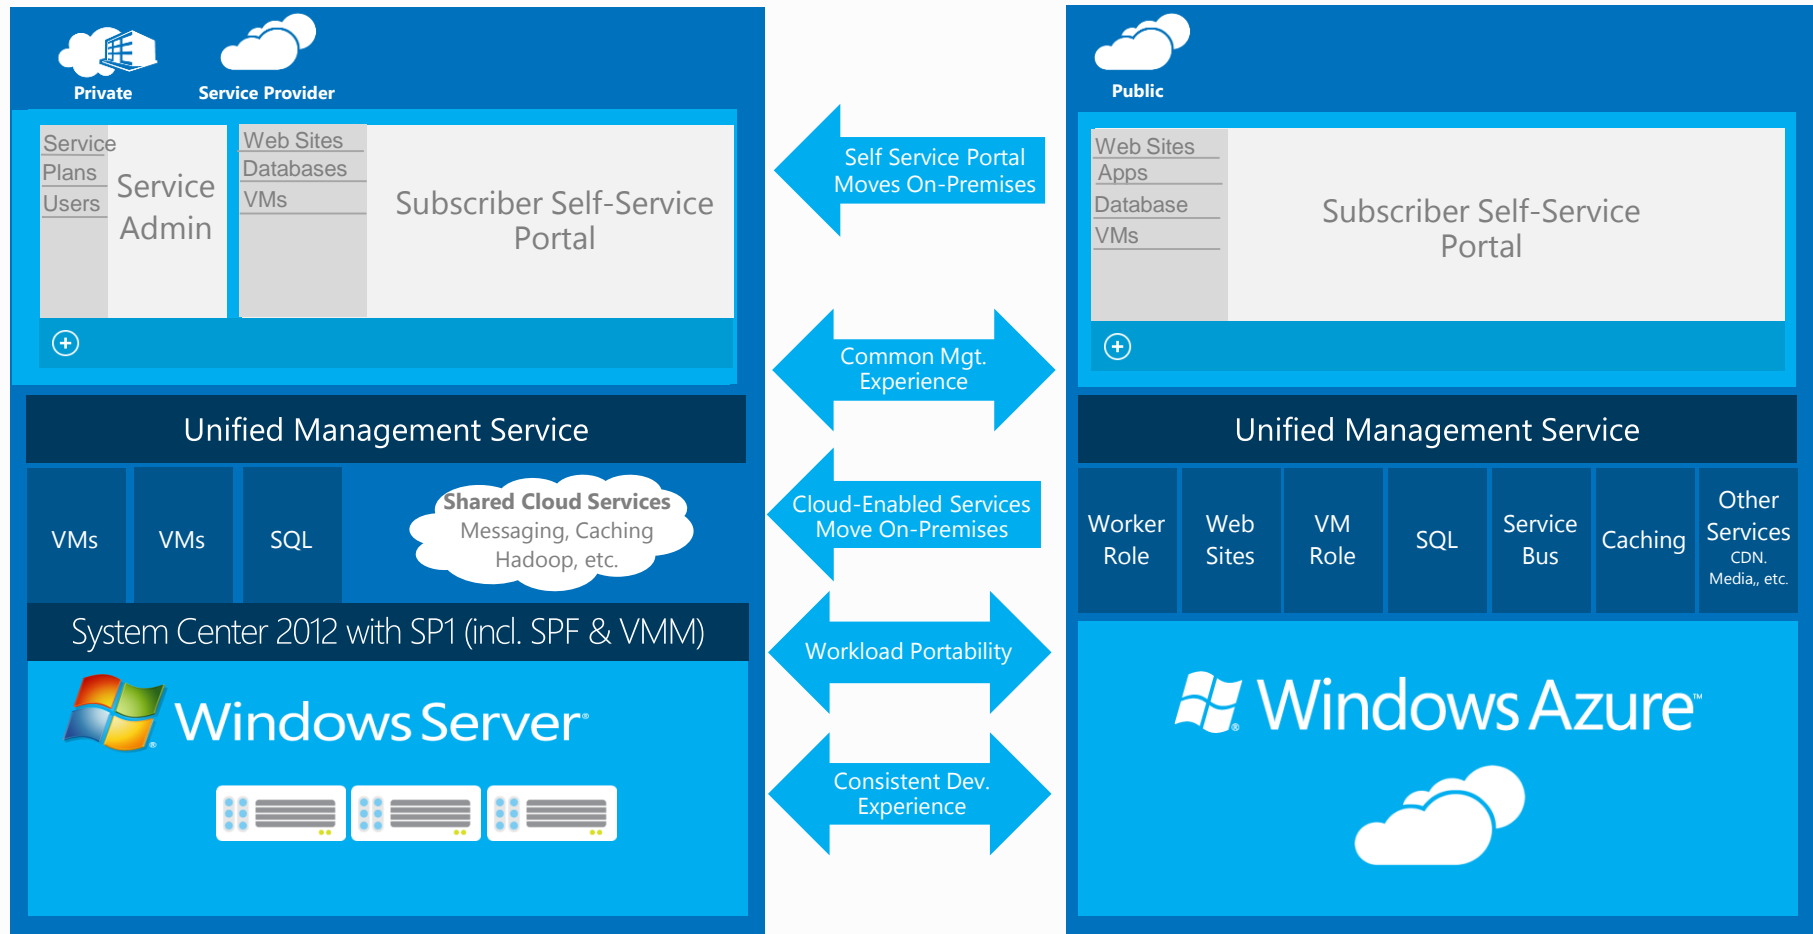 Private
Service Provider
Service
Plans
Users
Service
Admin
Web Sites
Databases
VMs
Subscriber Self-Service
Portal
Unified Management Service
VMs
VMs
SQL
Shared Cloud Services
Messaging, Caching
Hadoop, etc.
System Center 2012 with SP1 (incl. SPF & VMM)
Windows Server
Self Service Portal
Moves On-Premises
Common Mgt.
Experience
Cloud-Enabled Services
Move On-Premises
Workload Portability
Consistent Dev.
Experience
Public
Web Sites
Apps
Database
VMs
Subscriber Self-Service
Portal
Unified Management Service
Worker
Role
Web
Sites
VM
Role
SQL
Service
Bus
Caching
Other
Services
CDN.
Media,, etc.
Windows Azure™